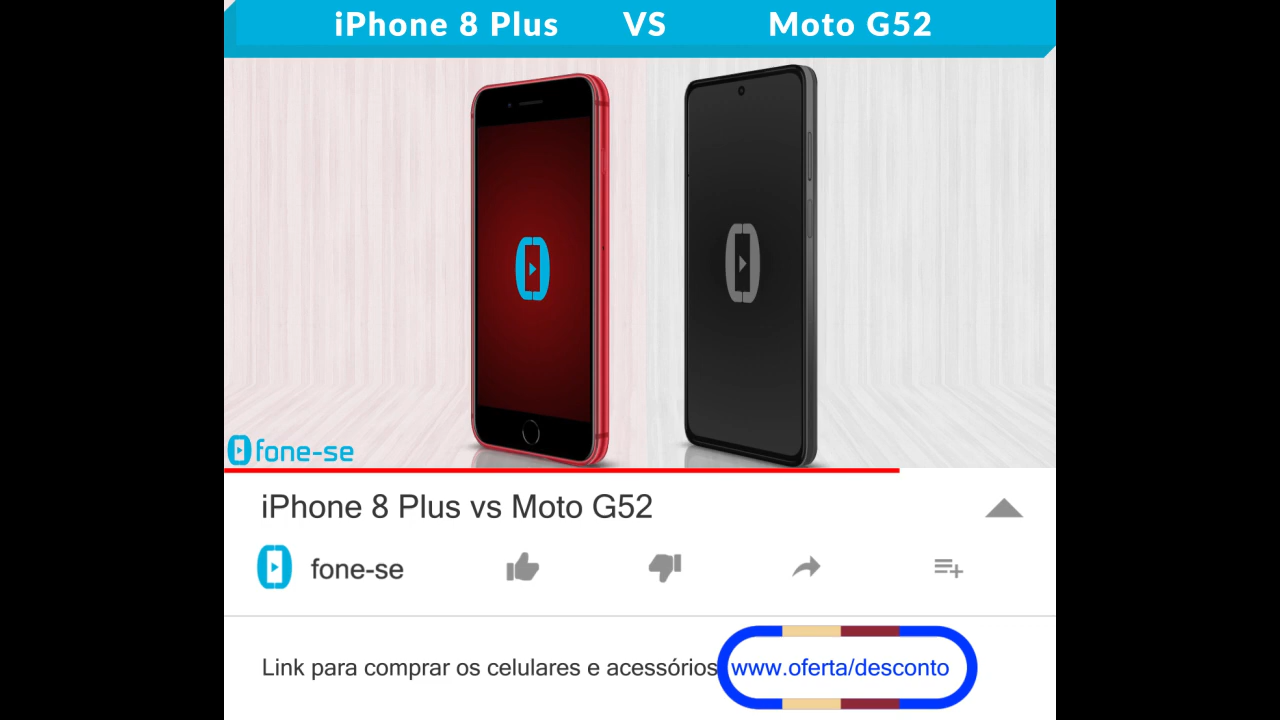 iPhone 8 Plus VS Moto G52
fone-se
iPhone 8 Plus vs Moto G52
fone-se
Link para comprar os celulares e acessórios www.oferta/desconto